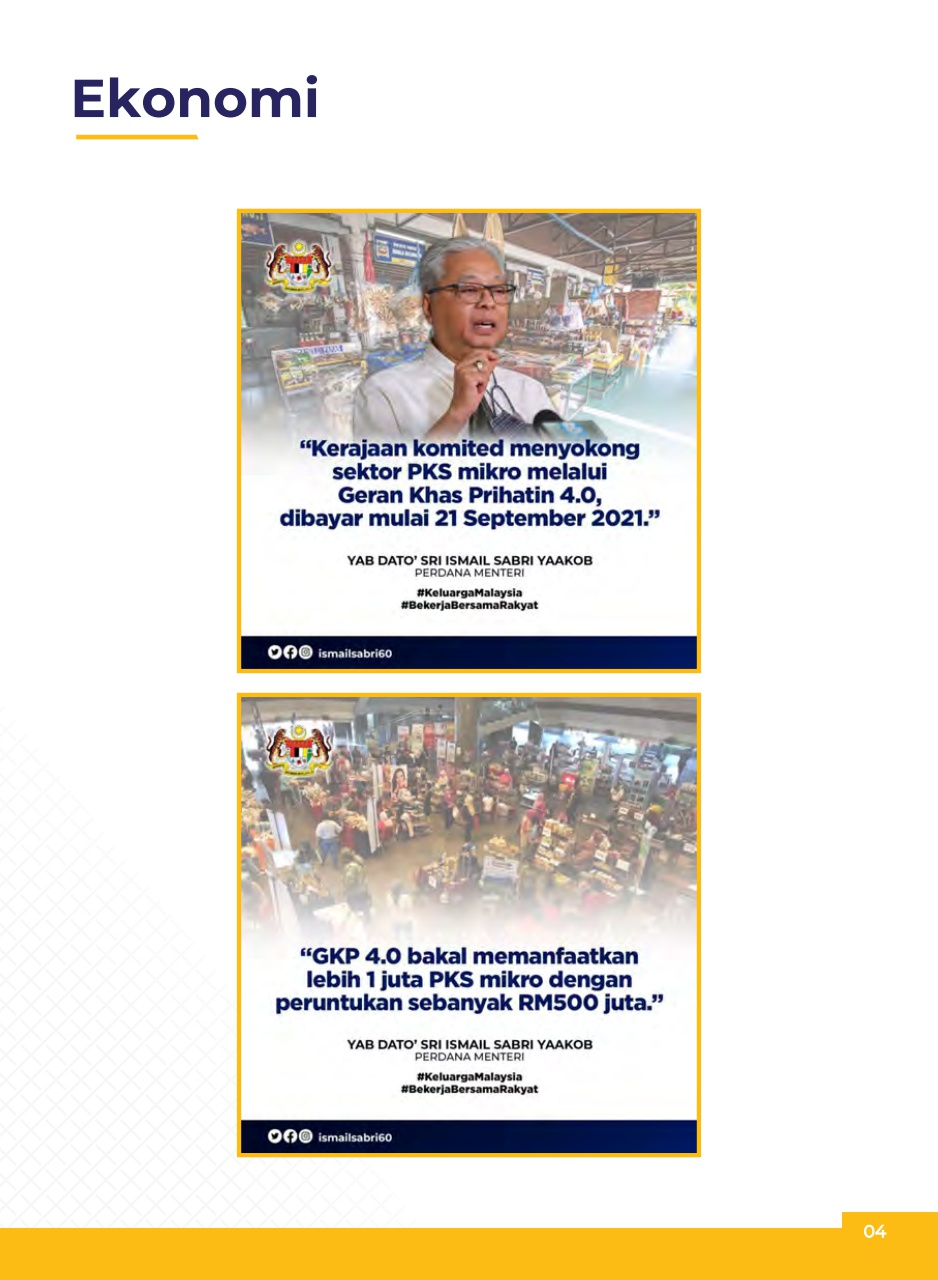 Ekonomi
“Kerajaan komited menyokong
sektor PKS mikro melalui
Geran Khas Prihatin 4.0,
dibayar mulai 21 September 2021.”
YAB DATO’ SRI ISMAIL SABRI YAAKOB
PERDANA MENTERI
#KeluargaMalaysia
#BekerjaBersamaRakyat
ismailsabri60
“GKP 4.0 bakal memanfaatkan
lebih 1 juta PKS mikro dengan
peruntukan sebanyak RM500 juta.”
YAB DATO’ SRI ISMAIL SABRI YAAKOB
PERDANA MENTERI
#KeluargaMalaysia
#BekerjaBersamaRakyat
ismailsabri60
04